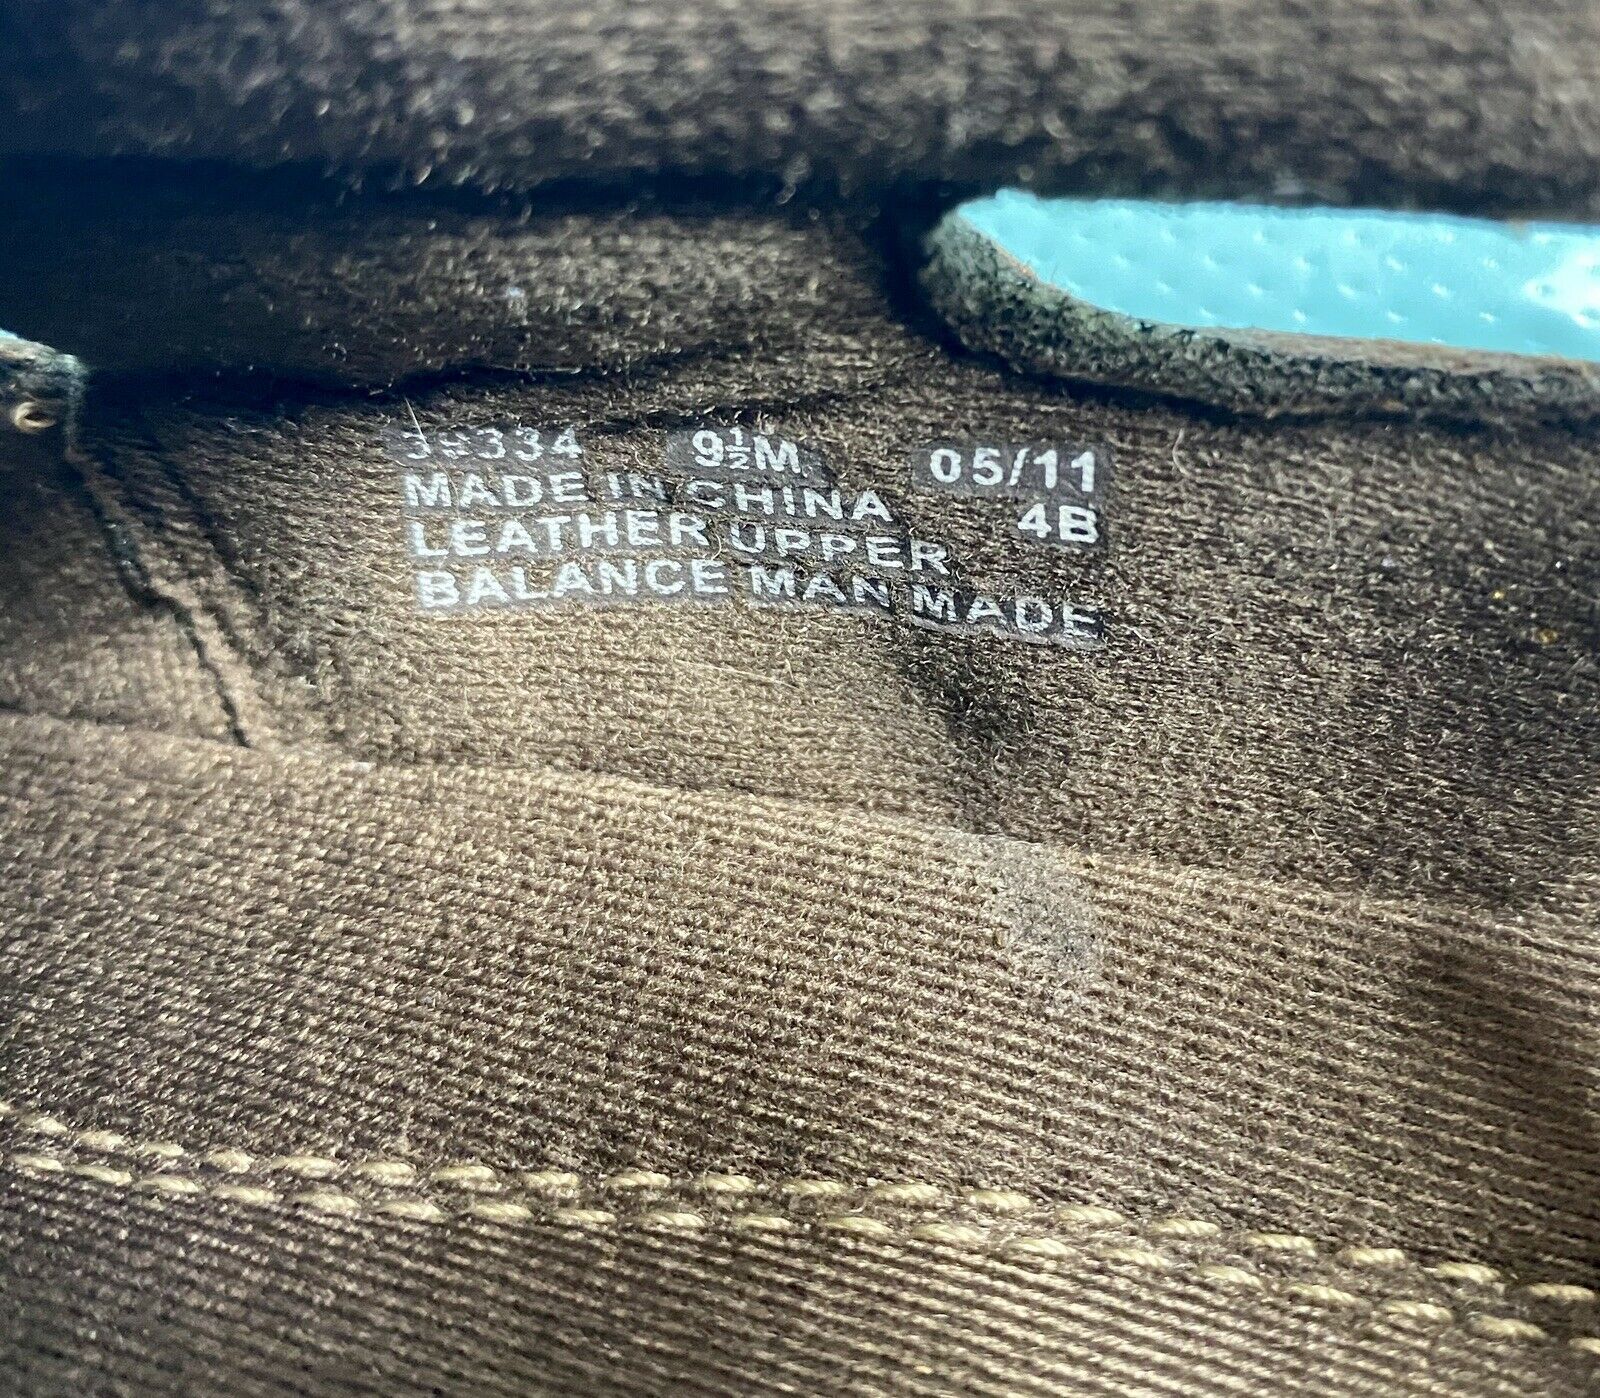 9½M 05/11
MADE IN CHINA 4B
LEATHER UPPER
BALANCE MAN MADE